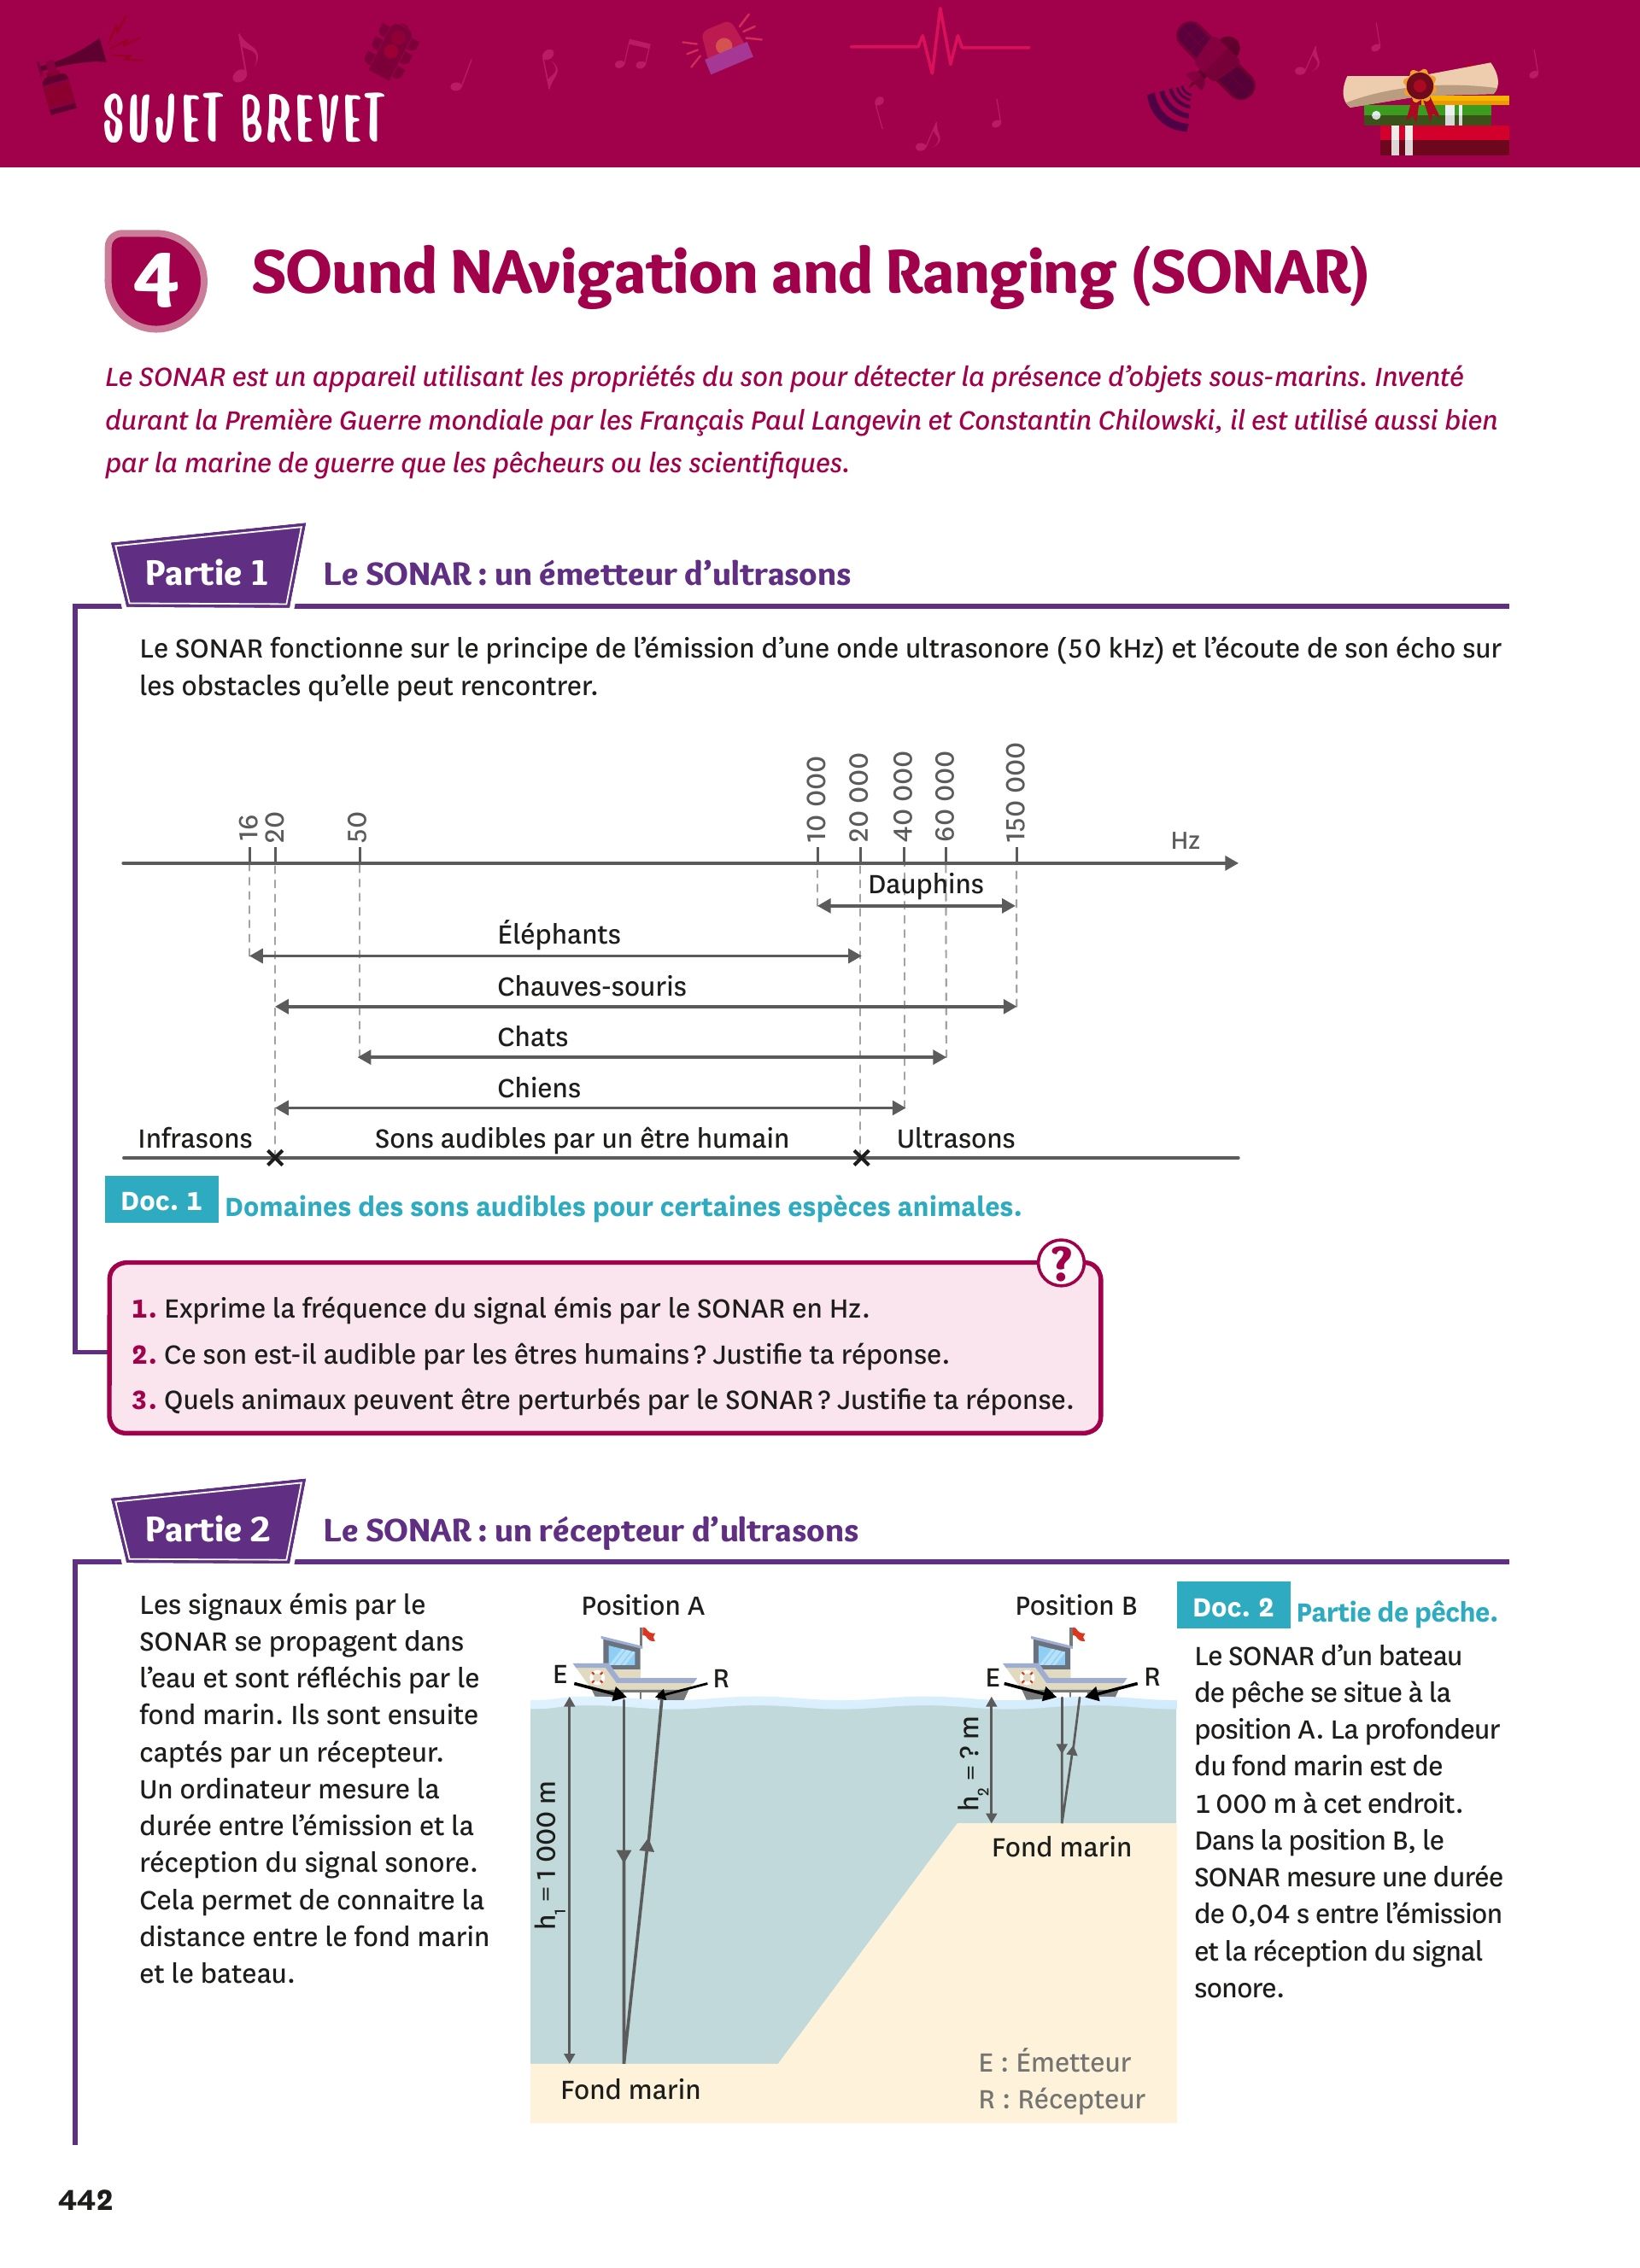 SUJET BREVET
4 SOund NAvigation and Ranging (SONAR)
Le SONAR est un appareil utilisant les propriétés du son pour détecter la présence d’objets sous-marins. Inventé
durant la Première Guerre mondiale par les Français Paul Langevin et Constantin Chilowski, il est utilisé aussi bien
par la marine de guerre que les pêcheurs ou les scientifiques.
Partie 1 Le SONAR : un émetteur d’ultrasons
Le SONAR fonctionne sur le principe de l’émission d’une onde ultrasonore (50 kHz) et l’écoute de son écho sur
les obstacles qu’elle peut rencontrer.
16 20 50 10 000 20 000 40 000 60 000 150 000 Hz
Dauphins
Éléphants
Chauves-souris
Chats
Chiens
Infrasons Sons audibles par un être humain Ultrasons
Doc. 1 Domaines des sons audibles pour certaines espèces animales.
?
1. Exprime la fréquence du signal émis par le SONAR en Hz.
2. Ce son est-il audible par les êtres humains ? Justifie ta réponse.
3. Quels animaux peuvent être perturbés par le SONAR ? Justifie ta réponse.
Partie 2 Le SONAR : un récepteur d’ultrasons
Les signaux émis par le
SONAR se propagent dans
l’eau et sont réfléchis par le
fond marin. Ils sont ensuite
captés par un récepteur.
Un ordinateur mesure la
durée entre l’émission et la
réception du signal sonore.
Cela permet de connaitre la
distance entre le fond marin
et le bateau.
Position A
E R
h1 = 1 000 m
Fond marin
Position B
E R
h2 = ? m
Fond marin
E : Émetteur
R : Récepteur
Doc. 2 Partie de pêche.
Le SONAR d’un bateau
de pêche se situe à la
position A. La profondeur
du fond marin est de
1 000 m à cet endroit.
Dans la position B, le
SONAR mesure une durée
de 0,04 s entre l’émission
et la réception du signal
sonore.
442